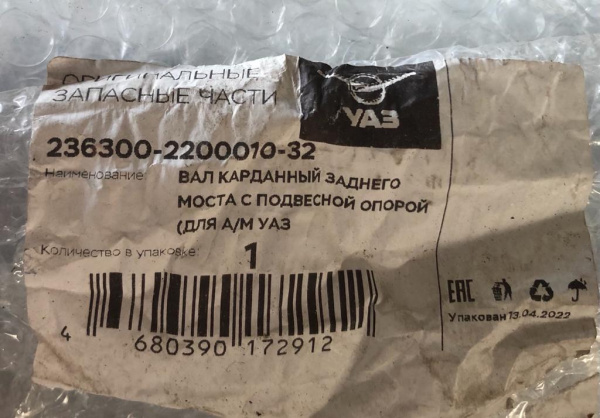 ОРИГИНАЛЬНЫЕ
ЗАПАСНЫЕ ЧАСТИ
УАЗ
236300-2200010-32
Наименование
ВАЛ КАРДАННЫЙ ЗАДНЕГО
МОСТА С ПОДВЕСНОЙ ОПОРОЙ
(ДЛЯ А/М УАЗ
Количество в упаковке:
1
EAC
Упакован 13.04.2022
4 680390 172912